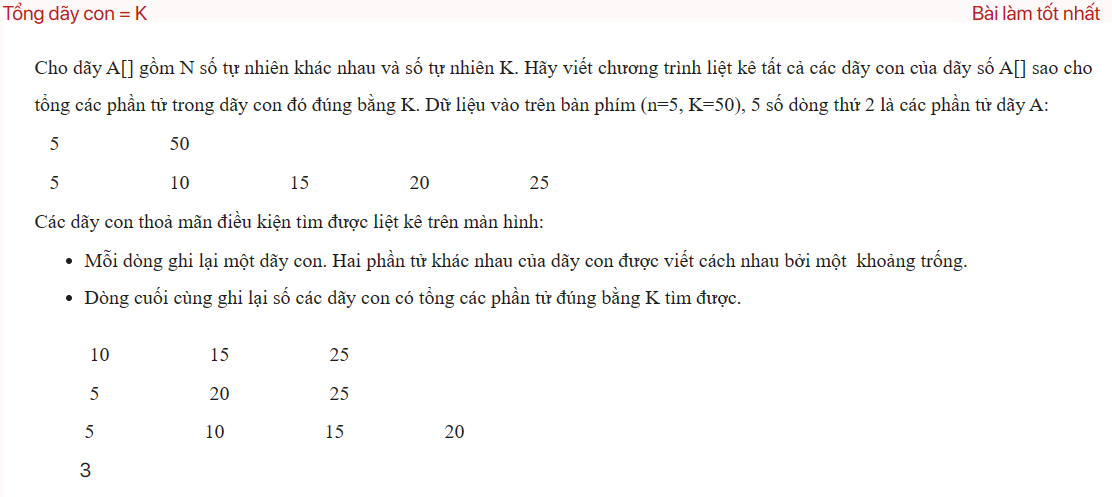 Tổng dãy con = K
Bài làm tốt nhất
Cho dãy A[] gồm N số tự nhiên khác nhau và số tự nhiên K. Hãy viết chương trình liệt kê tất cả các dãy con của dãy số A[] sao cho
tổng các phần tử trong dãy con đó đúng bằng K. Dữ liệu vào trên bàn phím (n=5, K=50), 5 số dòng thứ 2 là các phần tử dãy A:
5 50
5 10 15 20 25
Các dãy con thoả mãn điều kiện tìm được liệt kê trên màn hình:
• Mỗi dòng ghi lại một dãy con. Hai phần tử khác nhau của dãy con được viết cách nhau bởi một khoảng trống.
• Dòng cuối cùng ghi lại số các dãy con có tổng các phần tử đúng bằng K tìm được.
10 15 25
5 20 25
5 10 15 20
3